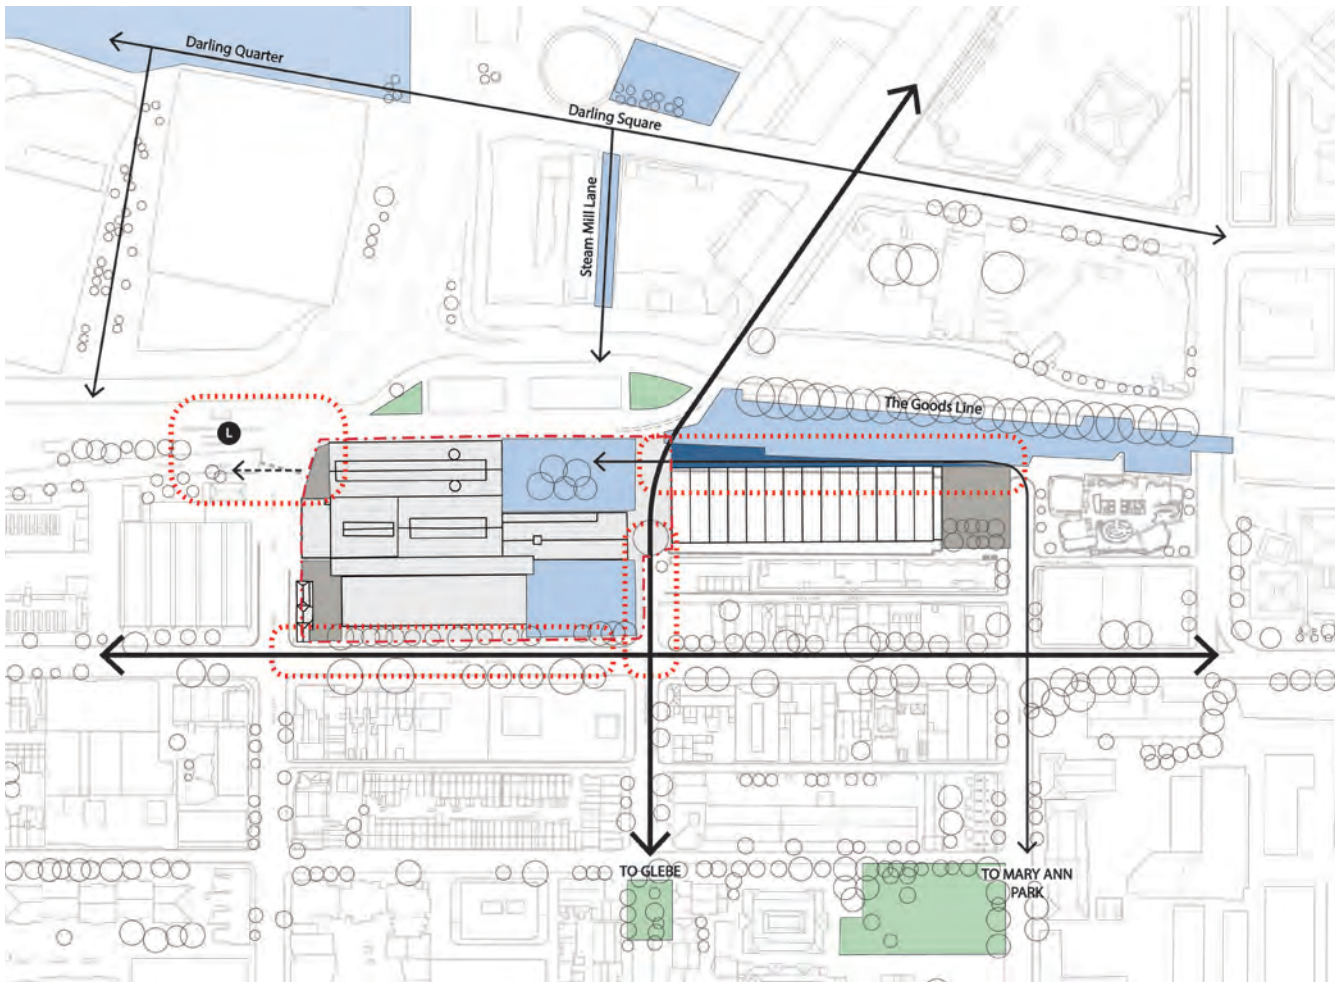 Darling Quarter
Darling Square
Steam Mill Lane
The Goods Line
L
TO GLEBE
TO MARY ANN
PARK